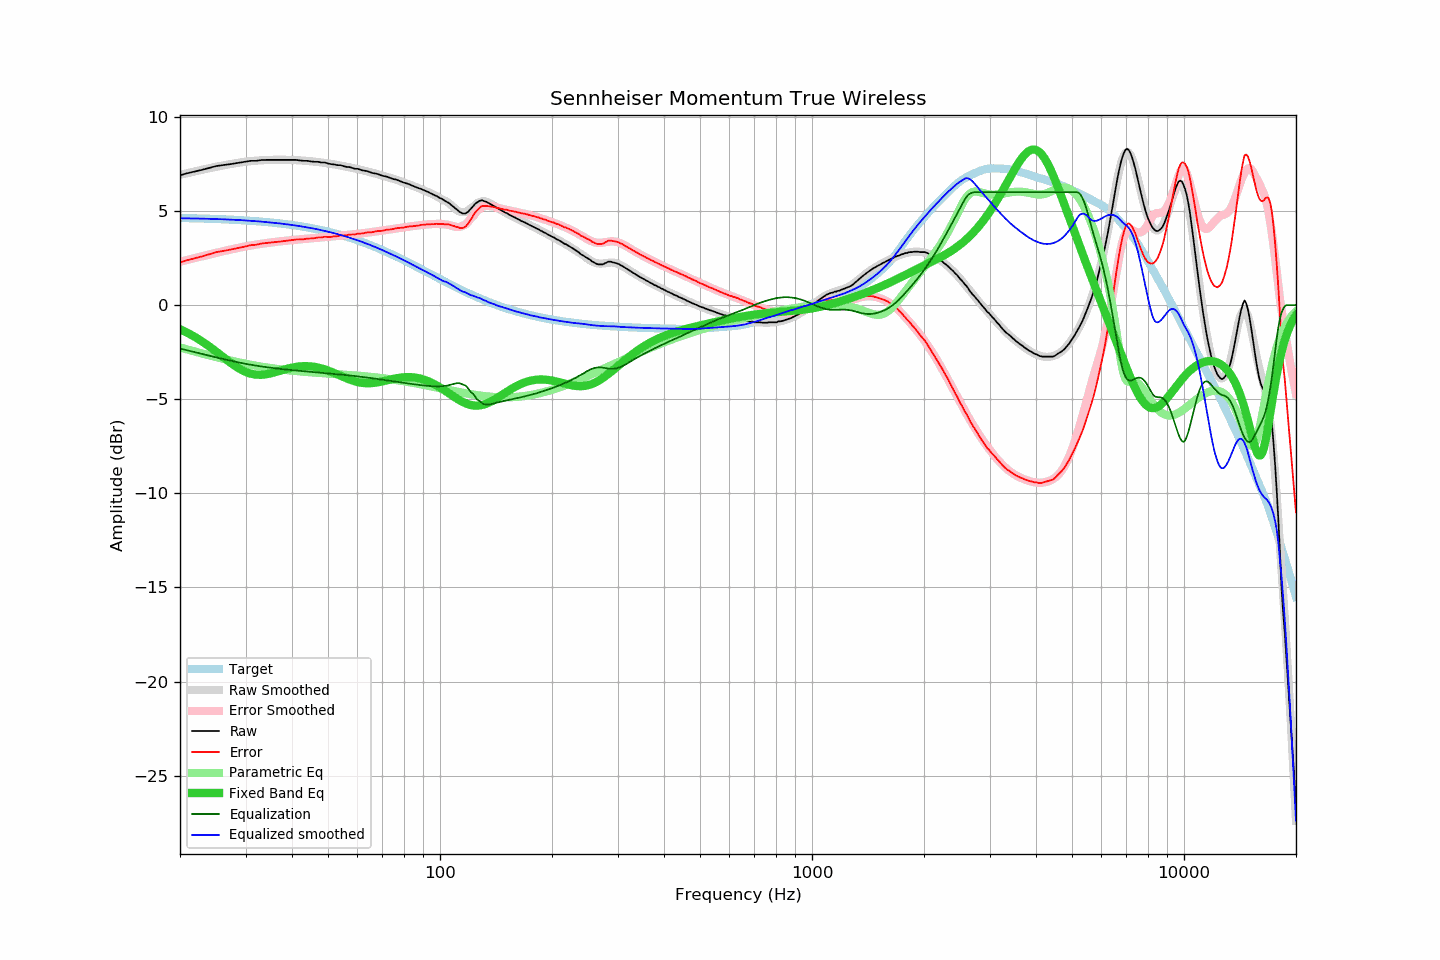 Sennheiser Momentum True Wireless
10
5
0
−5
−10
−15
−20
−25
Amplitude (dBr)
Target
Raw Smoothed
Error Smoothed
Raw
Error
Parametric Eq
Fixed Band Eq
Equalization
Equalized smoothed
100
1000
10000
Frequency (Hz)